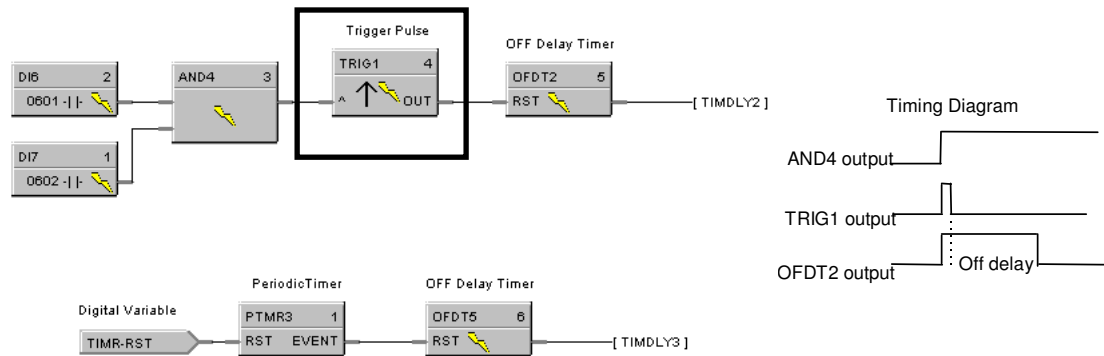 Trigger Pulse
OFF Delay Timer
DI6 2
0601 -| |-
AND4 3
TRIG1 4
^ OUT
OFDT2 5
RST
[ TIMDLY2 ]
DI7 1
0602 -| |-
Timing Diagram
AND4 output
TRIG1 output
OFDT2 output
Off delay
PeriodicTimer
OFF Delay Timer
Digital Variable
TIMR-RST
PTMR3 1
RST EVENT
OFDT5 6
RST
[ TIMDLY3 ]